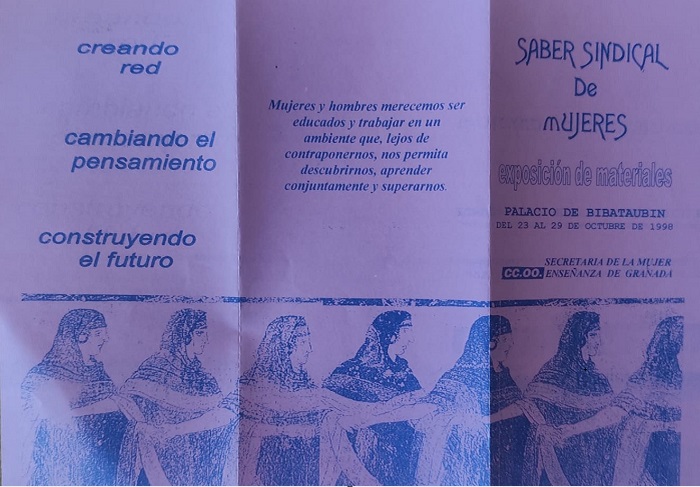 creando
red
cambiando el
pensamiento
construyendo
el futuro
Mujeres y hombres merecemos ser
educados y trabajar en un
ambiente que, lejos de
contraponernos, nos permita
descubrirnos, aprender
conjuntamente y superarnos.
SABER SINDICAL
De
MUJERES
exposición de materiales
PALACIO DE BIBATAUBIN
DEL 23 AL 29 DE OCTUBRE DE 1998
SECRETARIA DE LA MUJER
CC.OO. ENSEÑANZA DE GRANADA